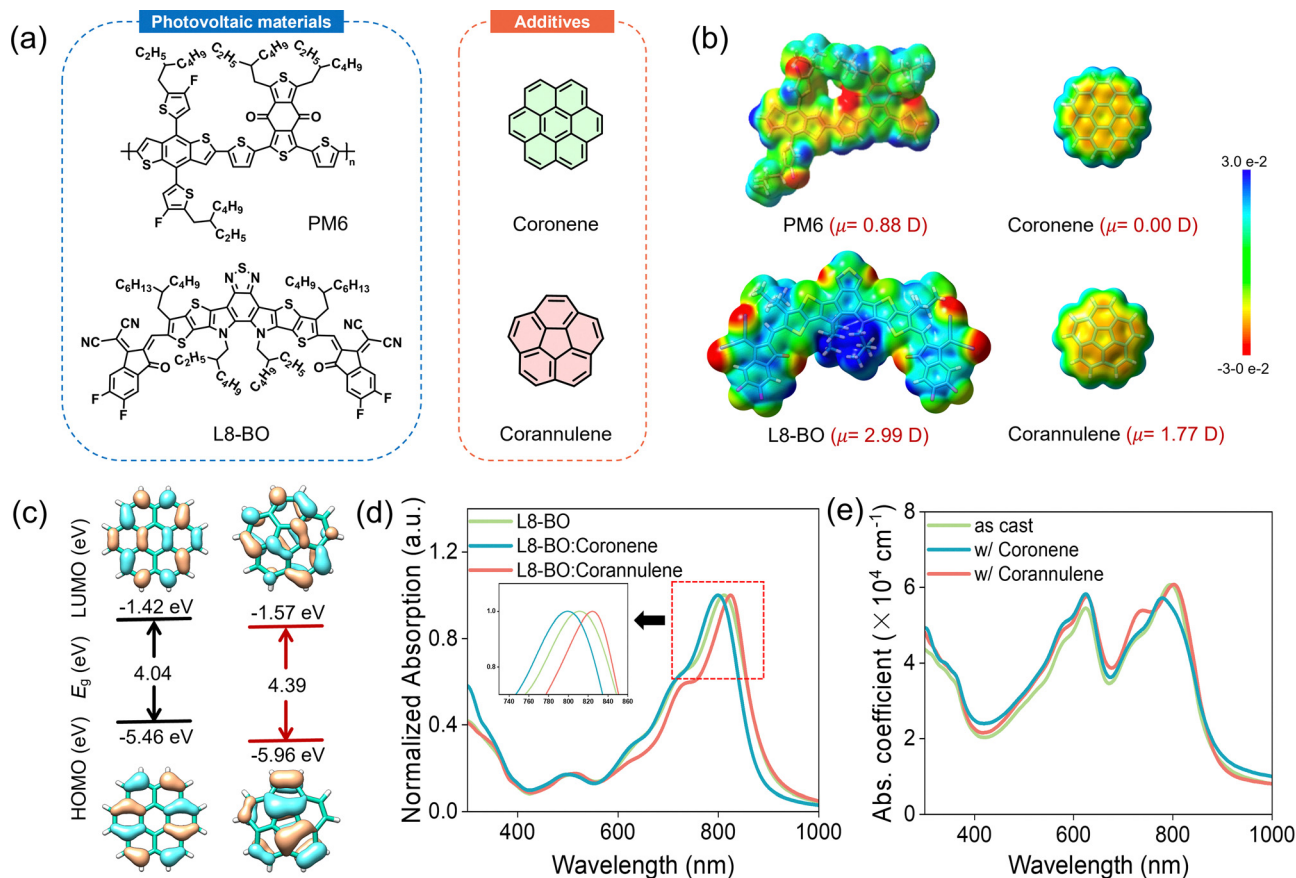 (a)
Photovoltaic materials
Additives
C₂H₅
C₄H₉
C₂H₅
C₄H₉
C₂H₅
C₄H₉
F
S
S
S
O
O
S
S
S
S
S
n
S
F
C₄H₉
C₂H₅
PM6
Coronene
C₆H₁₃
C₄H₉
N
S
N
C₄H₉
C₆H₁₃
S
S
S
S
NC
CN
N
N
CN
NC
O
O
C₂H₅
C₄H₉
C₄H₉
C₂H₅
F
F
F
F
L8-BO
Corannulene
(b)
PM6 (μ= 0.88 D)
Coronene (μ= 0.00 D)
L8-BO (μ= 2.99 D)
Corannulene (μ= 1.77 D)
3.0 e-2
-3.0 e-2
(c)
LUMO (eV)
-1.42 eV
-1.57 eV
Eg (eV)
4.04
4.39
HOMO (eV)
-5.46 eV
-5.96 eV
(d)
Normalized Absorption (a.u.)
L8-BO
L8-BO:Coronene
L8-BO:Corannulene
1.2
0.8
0.4
0.0
1.0
0.8
740 760 780 800 820 840 860
400 600 800 1000
Wavelength (nm)
(e)
Abs. coefficient (× 10⁴ cm⁻¹)
as cast
w/ Coronene
w/ Corannulene
8
6
4
2
0
400 600 800 1000
Wavelength (nm)